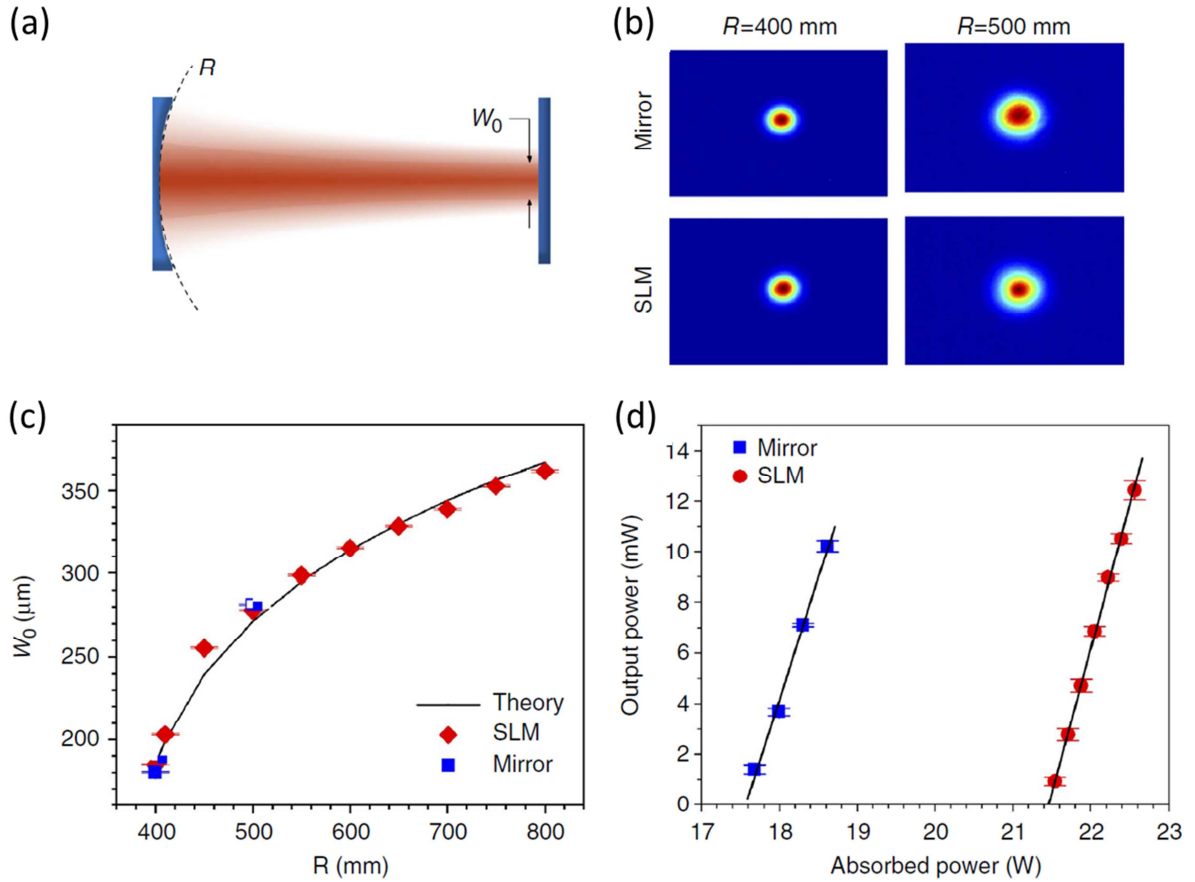 (a)
R
W0
(b)
R=400 mm
R=500 mm
Mirror
SLM
(c)
W0 (μm)
350
300
250
200
400
500
600
700
800
R (mm)
Theory
SLM
Mirror
(d)
Output power (mW)
14
12
10
8
6
4
2
0
17
18
19
20
21
22
23
Absorbed power (W)
Mirror
SLM